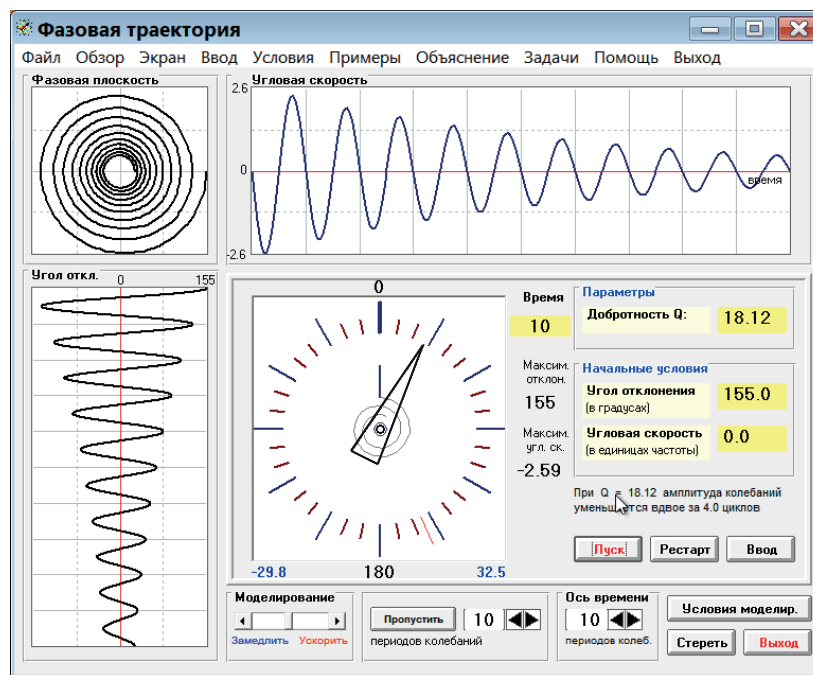 Фазовая траектория
Файл Обзор Экран Ввод Условия Примеры Объяснение Задачи Помощь Выход
Фазовая плоскость
Угловая скорость
2.6
0
-2.6
время
Угол откл.
0
155
0
180
-29.8
32.5
Время
10
Максим.
отклон.
155
Максим.
угл. ск.
-2.59
Параметры
Добротность Q:
18.12
Начальные условия
Угол отклонения
(в градусах)
155.0
Угловая скорость
(в единицах частоты)
0.0
При Q = 18.12 амплитуда колебаний
уменьшается вдвое за 4.0 циклов
Пуск
Рестарт
Ввод
Моделирование
Замедлить Ускорить
Пропустить
10
периодов колебаний
Ось времени
10
периодов колеб.
Условия моделир.
Стереть
Выход